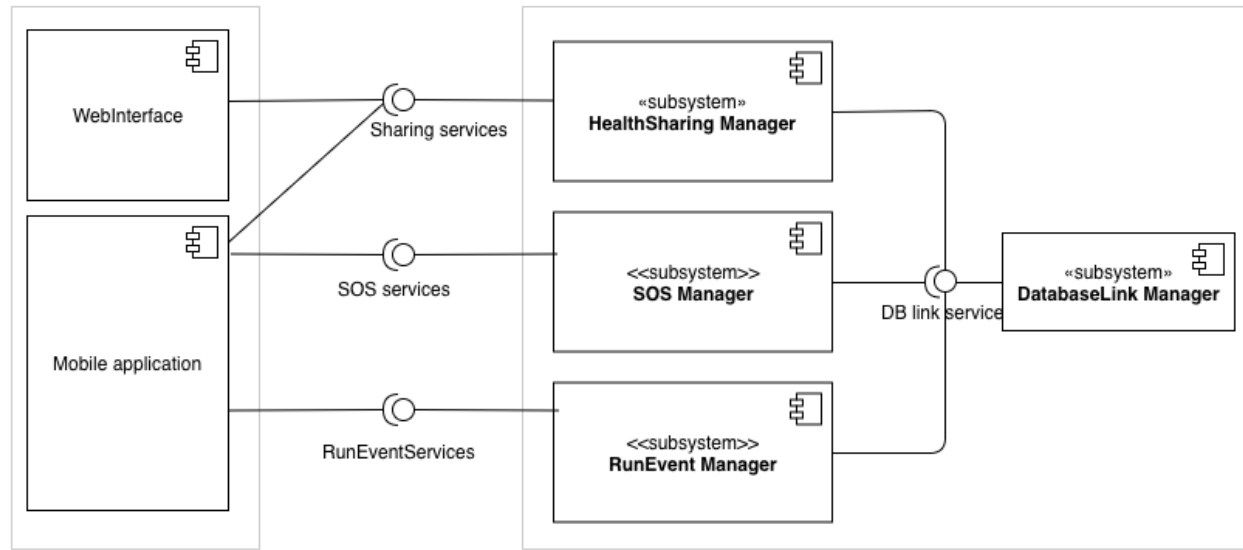 WebInterface
Mobile application
Sharing services
SOS services
RunEventServices
«subsystem»
HealthSharing Manager
<<subsystem>>
SOS Manager
<<subsystem>>
RunEvent Manager
DB link service
«subsystem»
DatabaseLink Manager